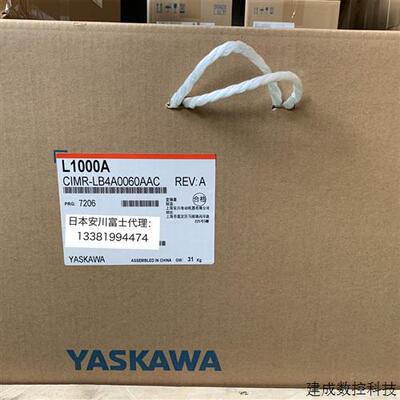 L1000A
CIMR-LB4A0060AAC REV: A
PRG: 7206
合格
日本安川富士代理:
13381994474
YASKAWA
ASSEMBLED IN CHINA GW: 31 Kg
YASKAWA
建成数控科技